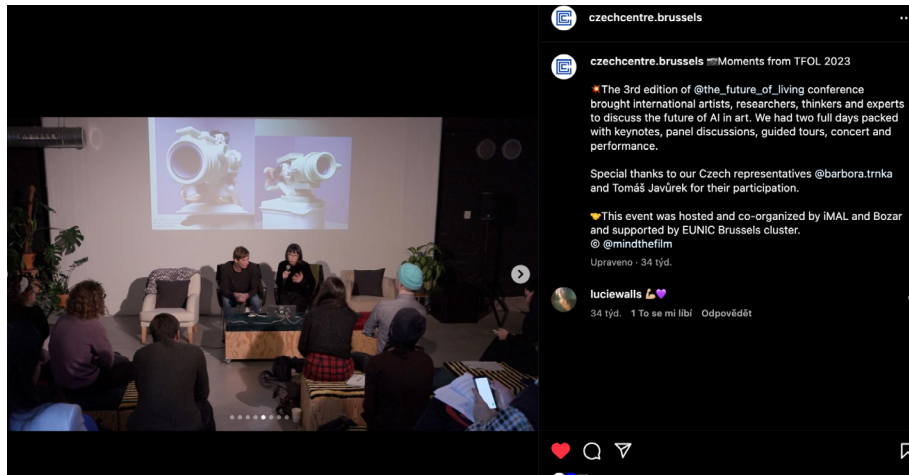 czechcentre.brussels
czechcentre.brussels 📷Moments from TFOL 2023
💥The 3rd edition of @the_future_of_living conference
brought international artists, researchers, thinkers and experts
to discuss the future of AI in art. We had two full days packed
with keynotes, panel discussions, guided tours, concert and
performance.
Special thanks to our Czech representatives @barbora.trnka
and Tomáš Javůrek for their participation.
🤝This event was hosted and co-organized by iMAL and Bozar
and supported by EUNIC Brussels cluster.
© @mindthefilm
Upraveno · 34 týd.
luciewalls 💪🏼💜
34 týd. 1 To se mi líbí Odpovědět